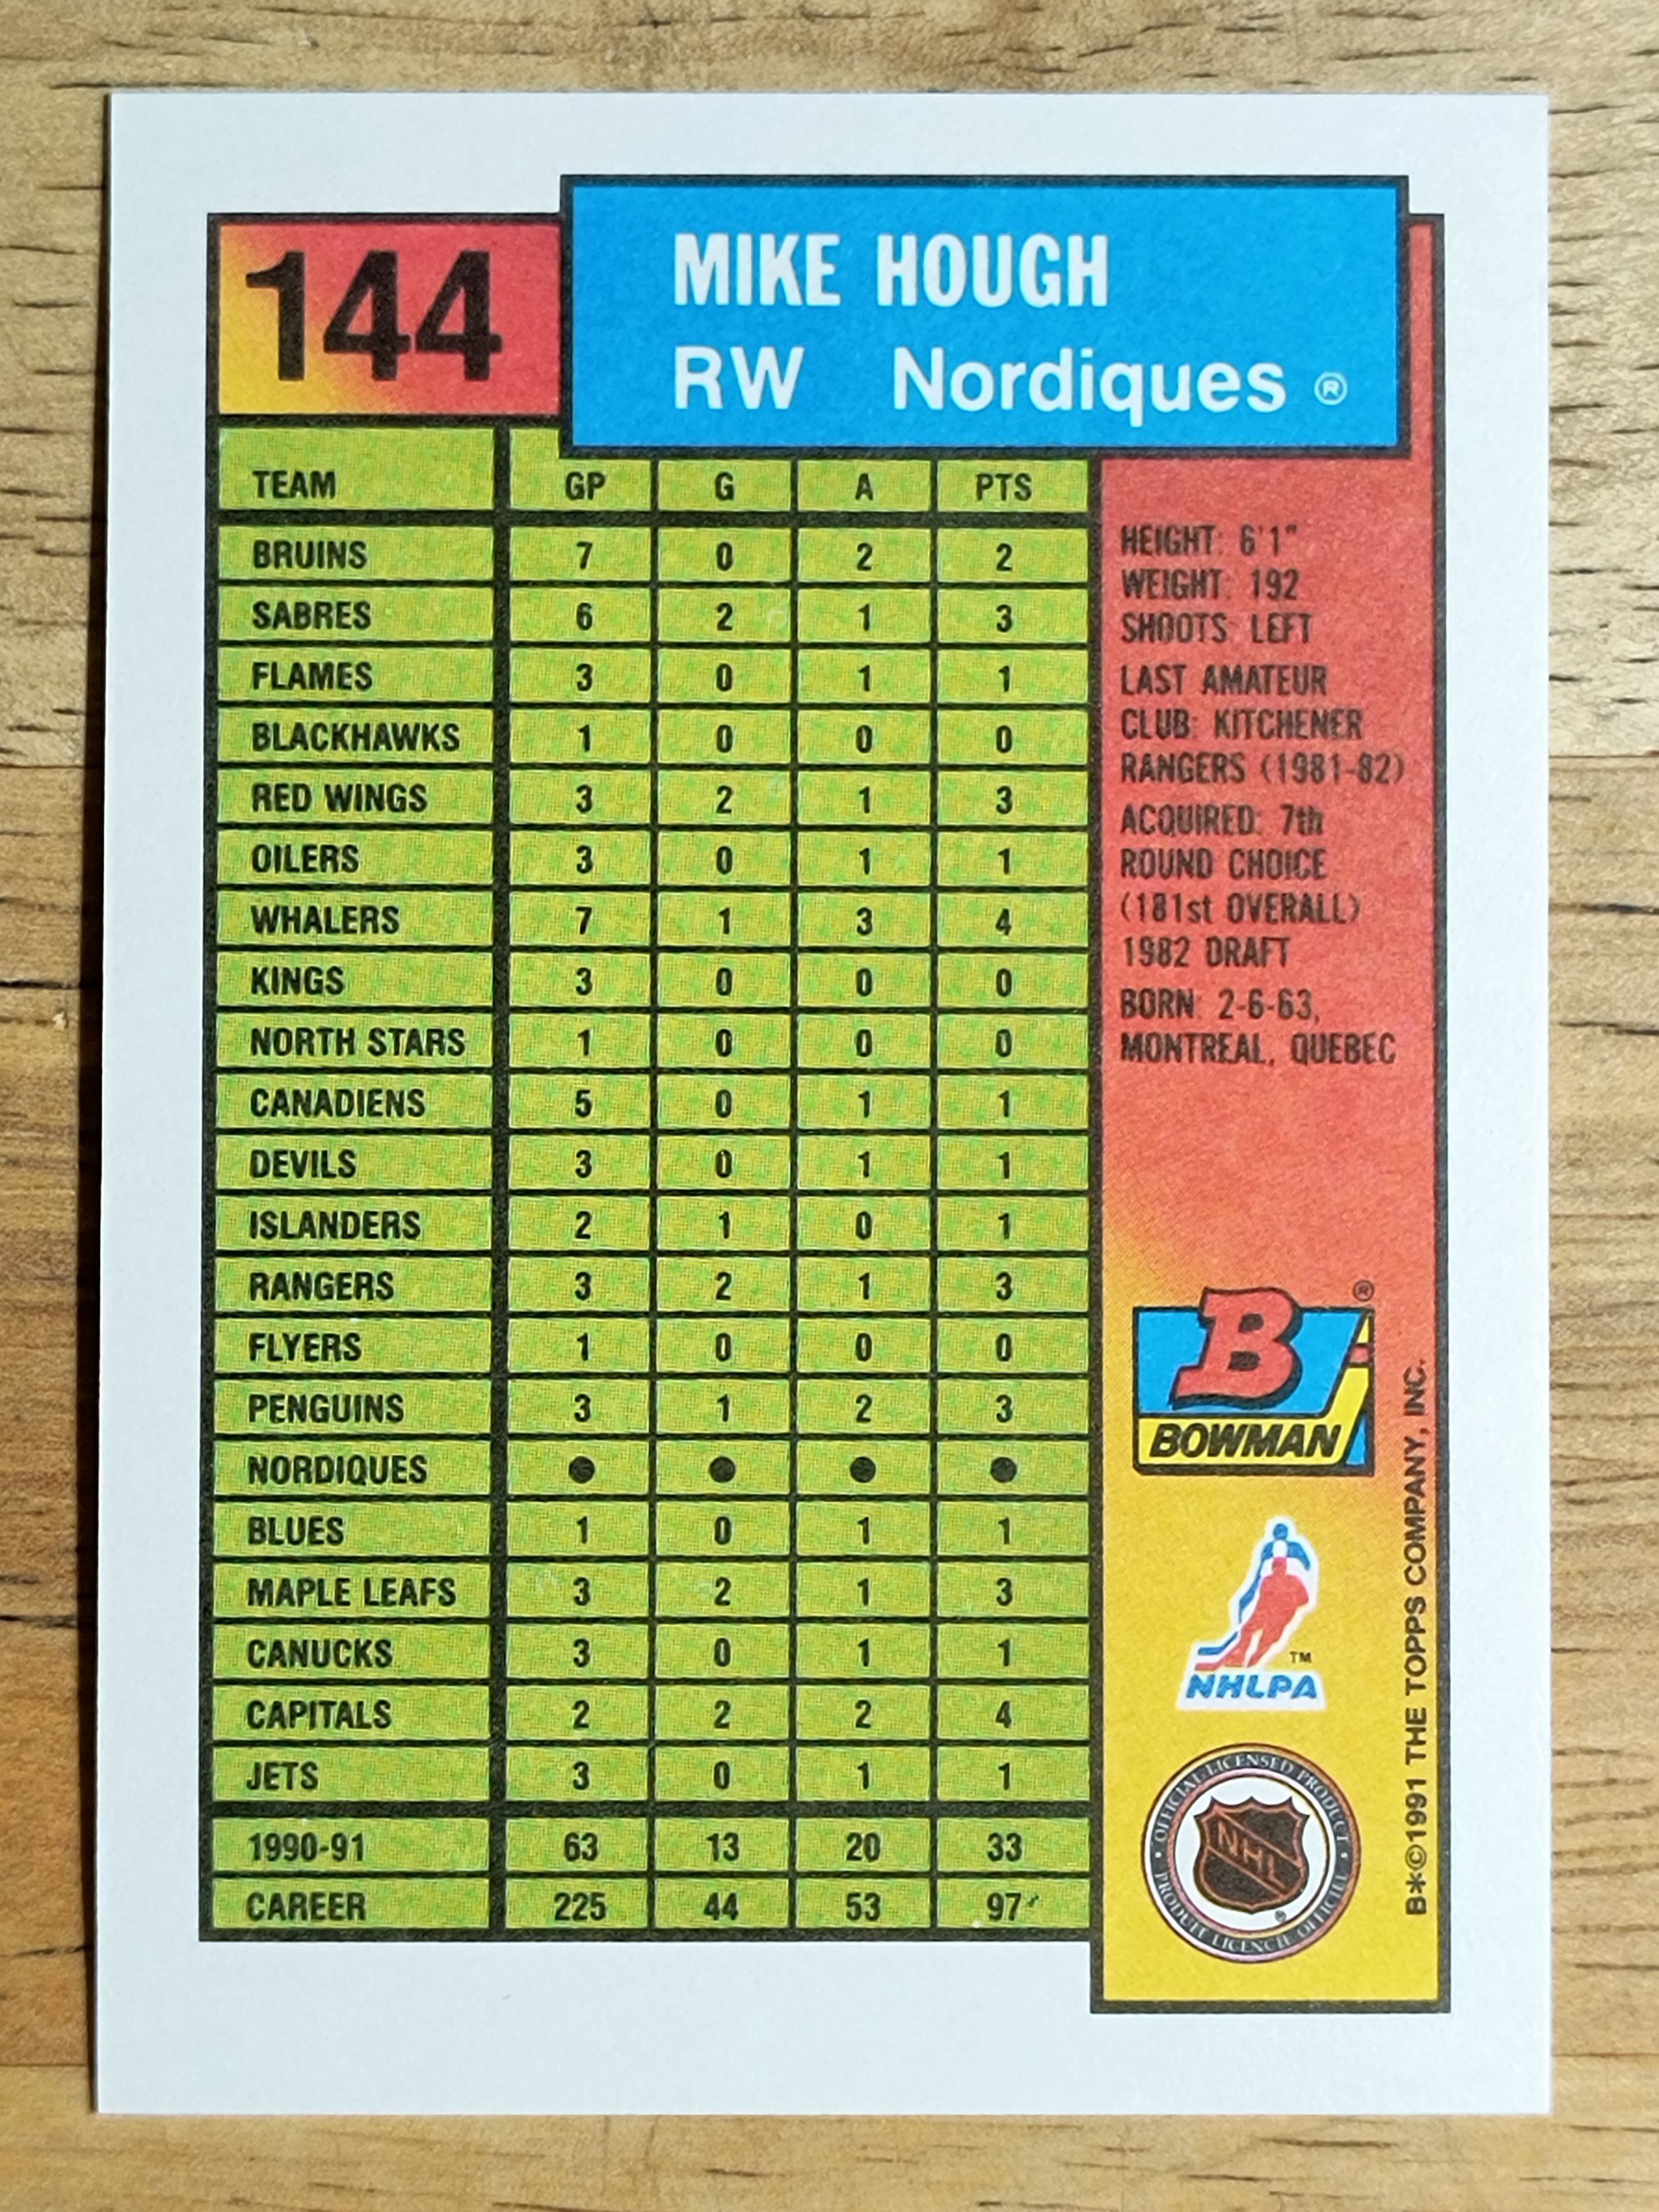 144
MIKE HOUGH
RW Nordiques ®
TEAM GP G A PTS
BRUINS 7 0 2 2
SABRES 6 2 1 3
FLAMES 3 0 1 1
BLACKHAWKS 1 0 0 0
RED WINGS 3 2 1 3
OILERS 3 0 1 1
WHALERS 7 1 3 4
KINGS 3 0 0 0
NORTH STARS 1 0 0 0
CANADIENS 5 0 1 1
DEVILS 3 0 1 1
ISLANDERS 2 1 0 1
RANGERS 3 2 1 3
FLYERS 1 0 0 0
PENGUINS 3 1 2 3
NORDIQUES ● ● ● ●
BLUES 1 0 1 1
MAPLE LEAFS 3 2 1 3
CANUCKS 3 0 1 1
CAPITALS 2 2 2 4
JETS 3 0 1 1
1990-91 63 13 20 33
CAREER 225 44 53 97
HEIGHT: 6'1"
WEIGHT: 192
SHOOTS: LEFT
LAST AMATEUR
CLUB: KITCHENER
RANGERS (1981-82)
ACQUIRED: 7th
ROUND CHOICE
(181st OVERALL)
1982 DRAFT
BORN: 2-6-63,
MONTREAL, QUEBEC
B ®
BOWMAN
TM
NHLPA
OFFICIAL LICENSED PRODUCT
NHL ®
PRODUIT LICENCIE OFFICIEL
B*©1991 THE TOPPS COMPANY, INC.